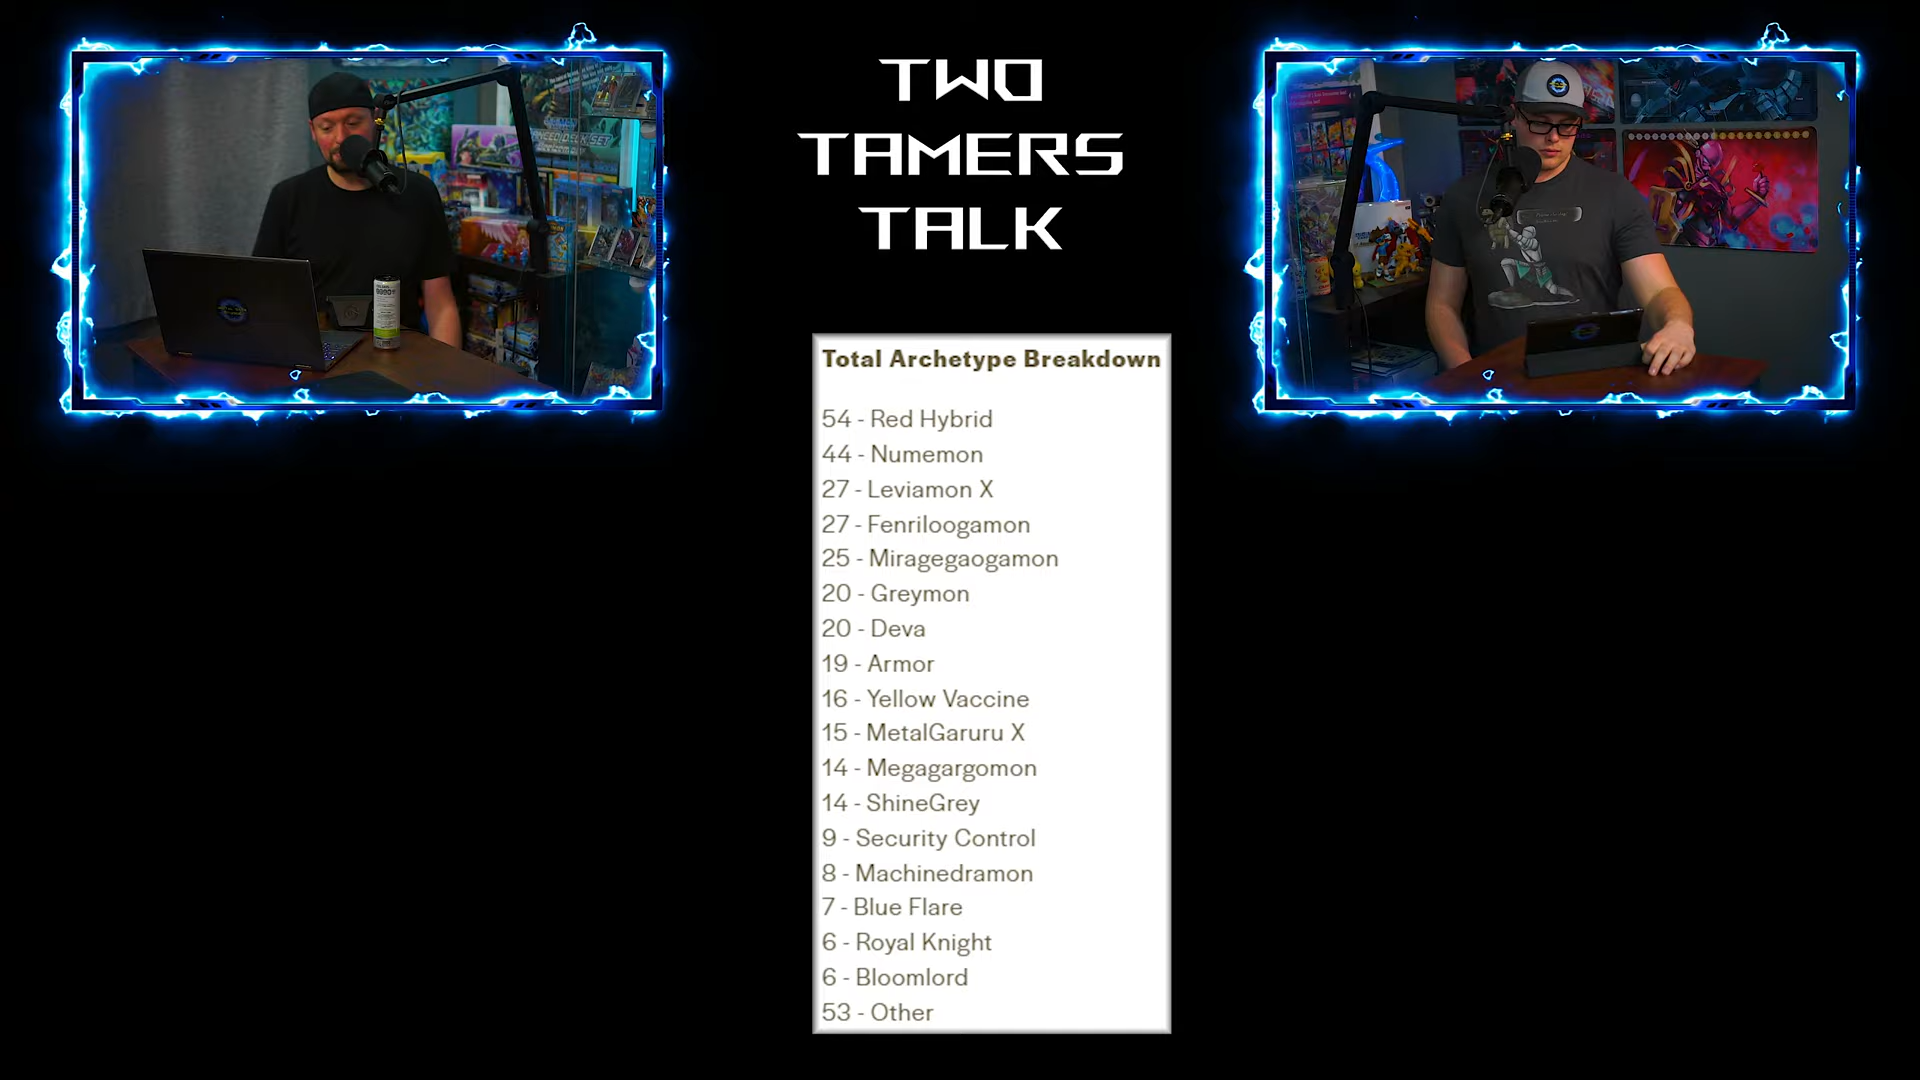 TWO
TAMERS
TALK
Total Archetype Breakdown
54 - Red Hybrid
44 - Numemon
27 - Leviamon X
27 - Fenriloogamon
25 - Miragegaogamon
20 - Greymon
20 - Deva
19 - Armor
16 - Yellow Vaccine
15 - MetalGaruru X
14 - Megagargomon
14 - ShineGrey
9 - Security Control
8 - Machinedramon
7 - Blue Flare
6 - Royal Knight
6 - Bloomlord
53 - Other